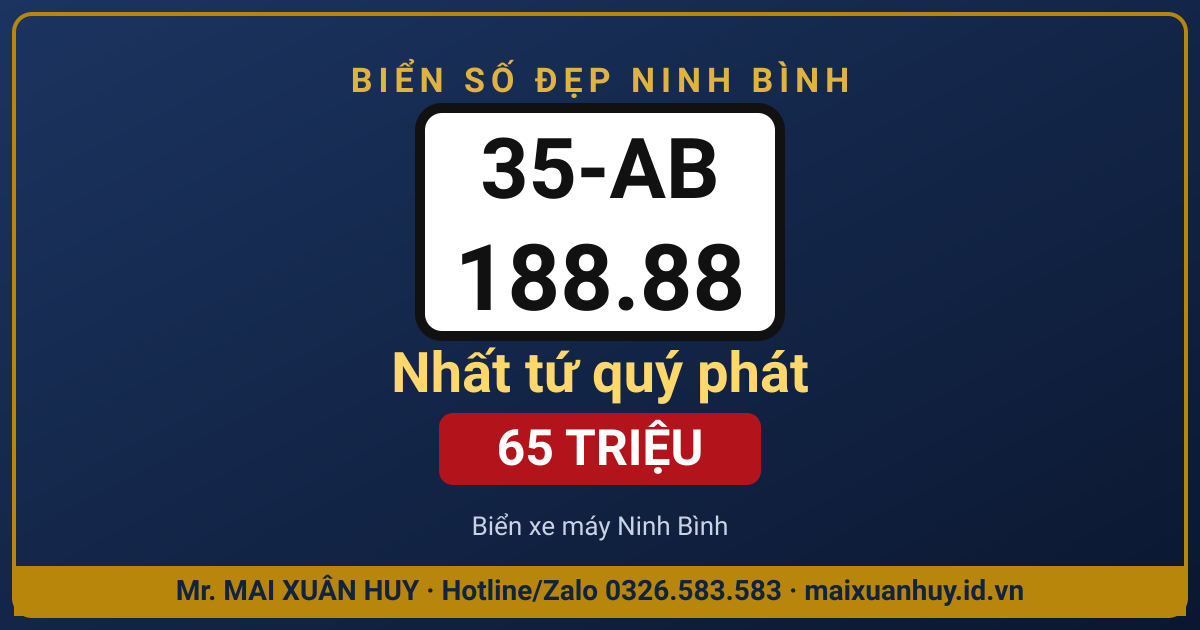 BIỂN SỐ ĐẸP NINH BÌNH
35-AB
188.88
Nhất tứ quý phát
65 TRIỆU
Biển xe máy Ninh Bình
Mr. MAI XUÂN HUY · Hotline/Zalo 0326.583.583 · maixuanhuy.id.vn